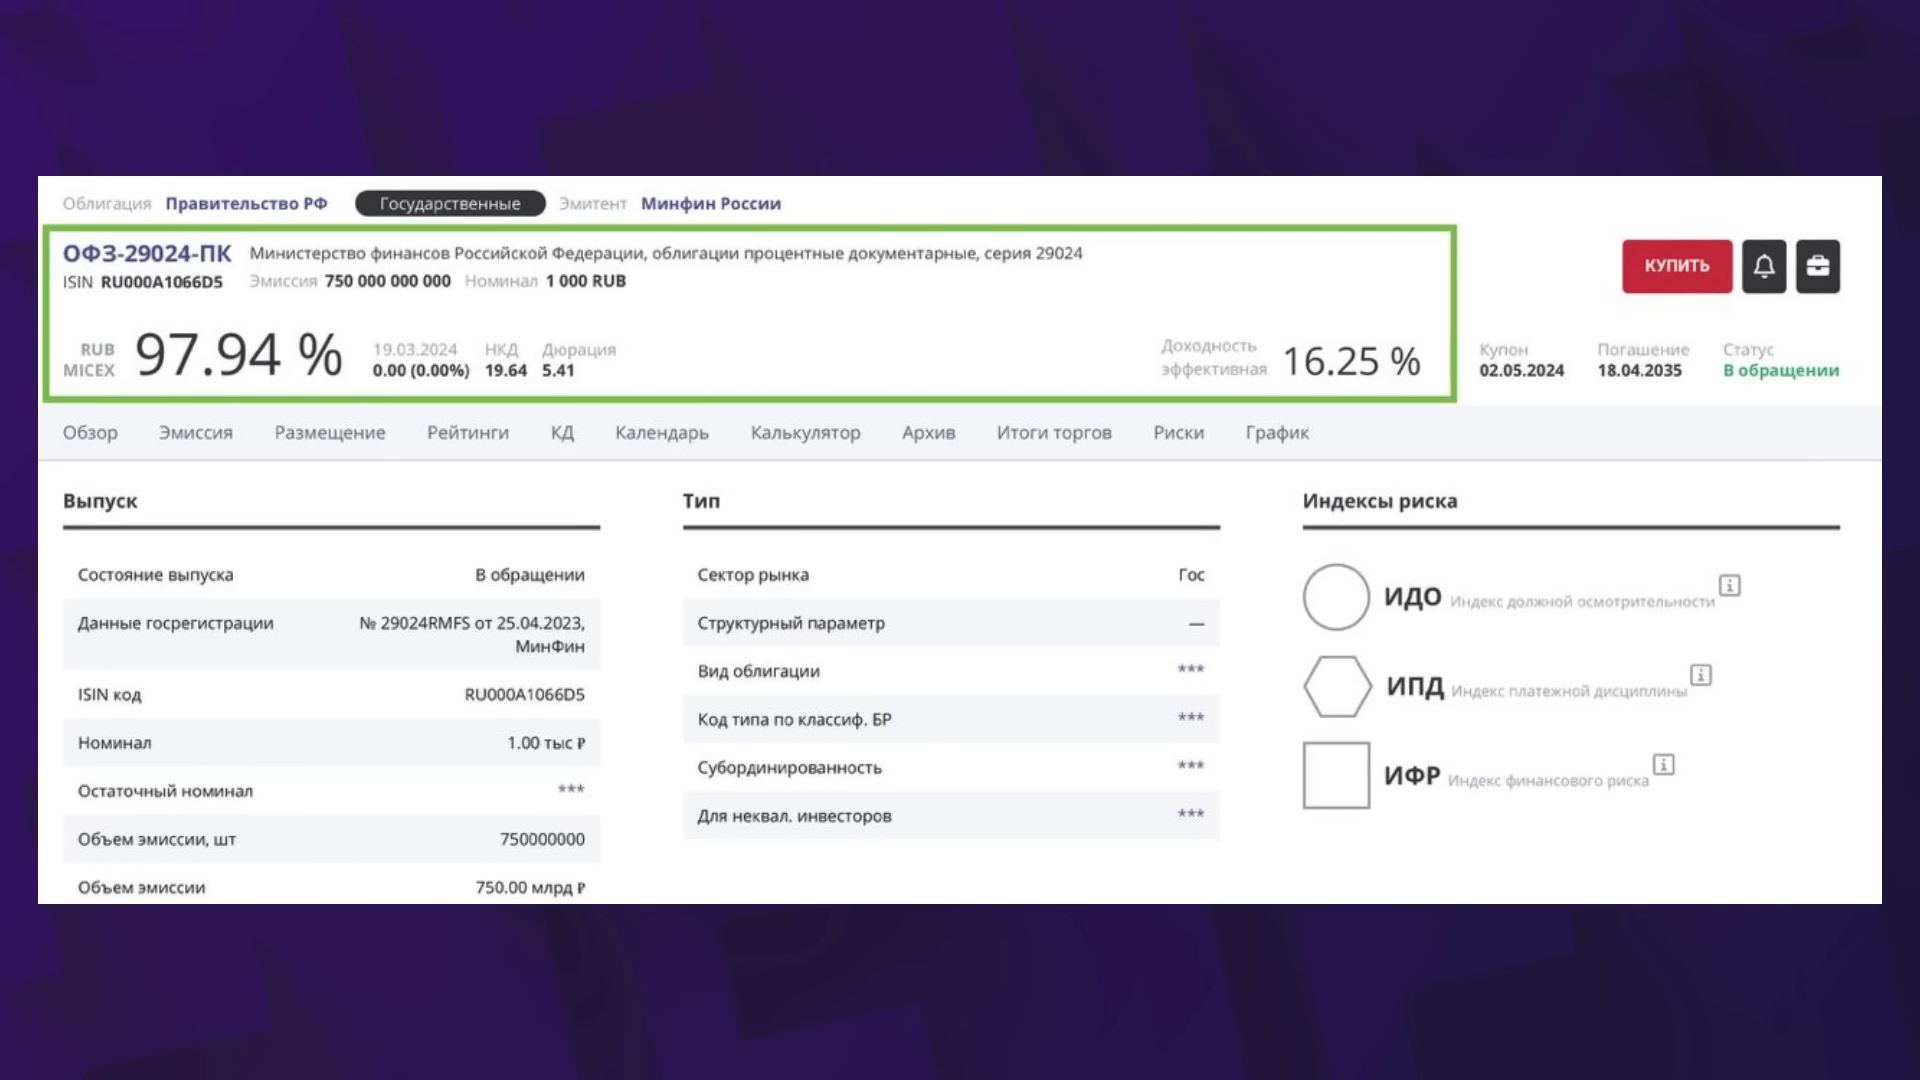 Облигация Правительство РФ Государственные Эмитент Минфин России
ОФЗ-29024-ПК Министерство финансов Российской Федерации, облигации процентные документарные, серия 29024
ISIN RU000A1066D5 Эмиссия 750 000 000 000 Номинал 1 000 RUB
КУПИТЬ
RUB MICEX 97.94 %
19.03.2024 НКД Дюрация
0.00 (0.00%) 19.64 5.41
Доходность
эффективная
16.25 %
Купон Погашение Статус
02.05.2024 18.04.2035 В обращении
Обзор Эмиссия Размещение Рейтинги КД Календарь Калькулятор Архив Итоги торгов Риски График
Выпуск
Состояние выпуска В обращении
Данные госрегистрации № 29024RMFS от 25.04.2023,
МинФин
ISIN код RU000A1066D5
Номинал 1.00 тыс ₽
Остаточный номинал ***
Объем эмиссии, шт 750000000
Объем эмиссии 750.00 млрд ₽
Тип
Сектор рынка Гос
Структурный параметр —
Вид облигации ***
Код типа по классиф. БР ***
Субординированность ***
Для неквал. инвесторов ***
Индексы риска
ИДО Индекс должной осмотрительности i
ИПД Индекс платежной дисциплины i
ИФР Индекс финансового риска i